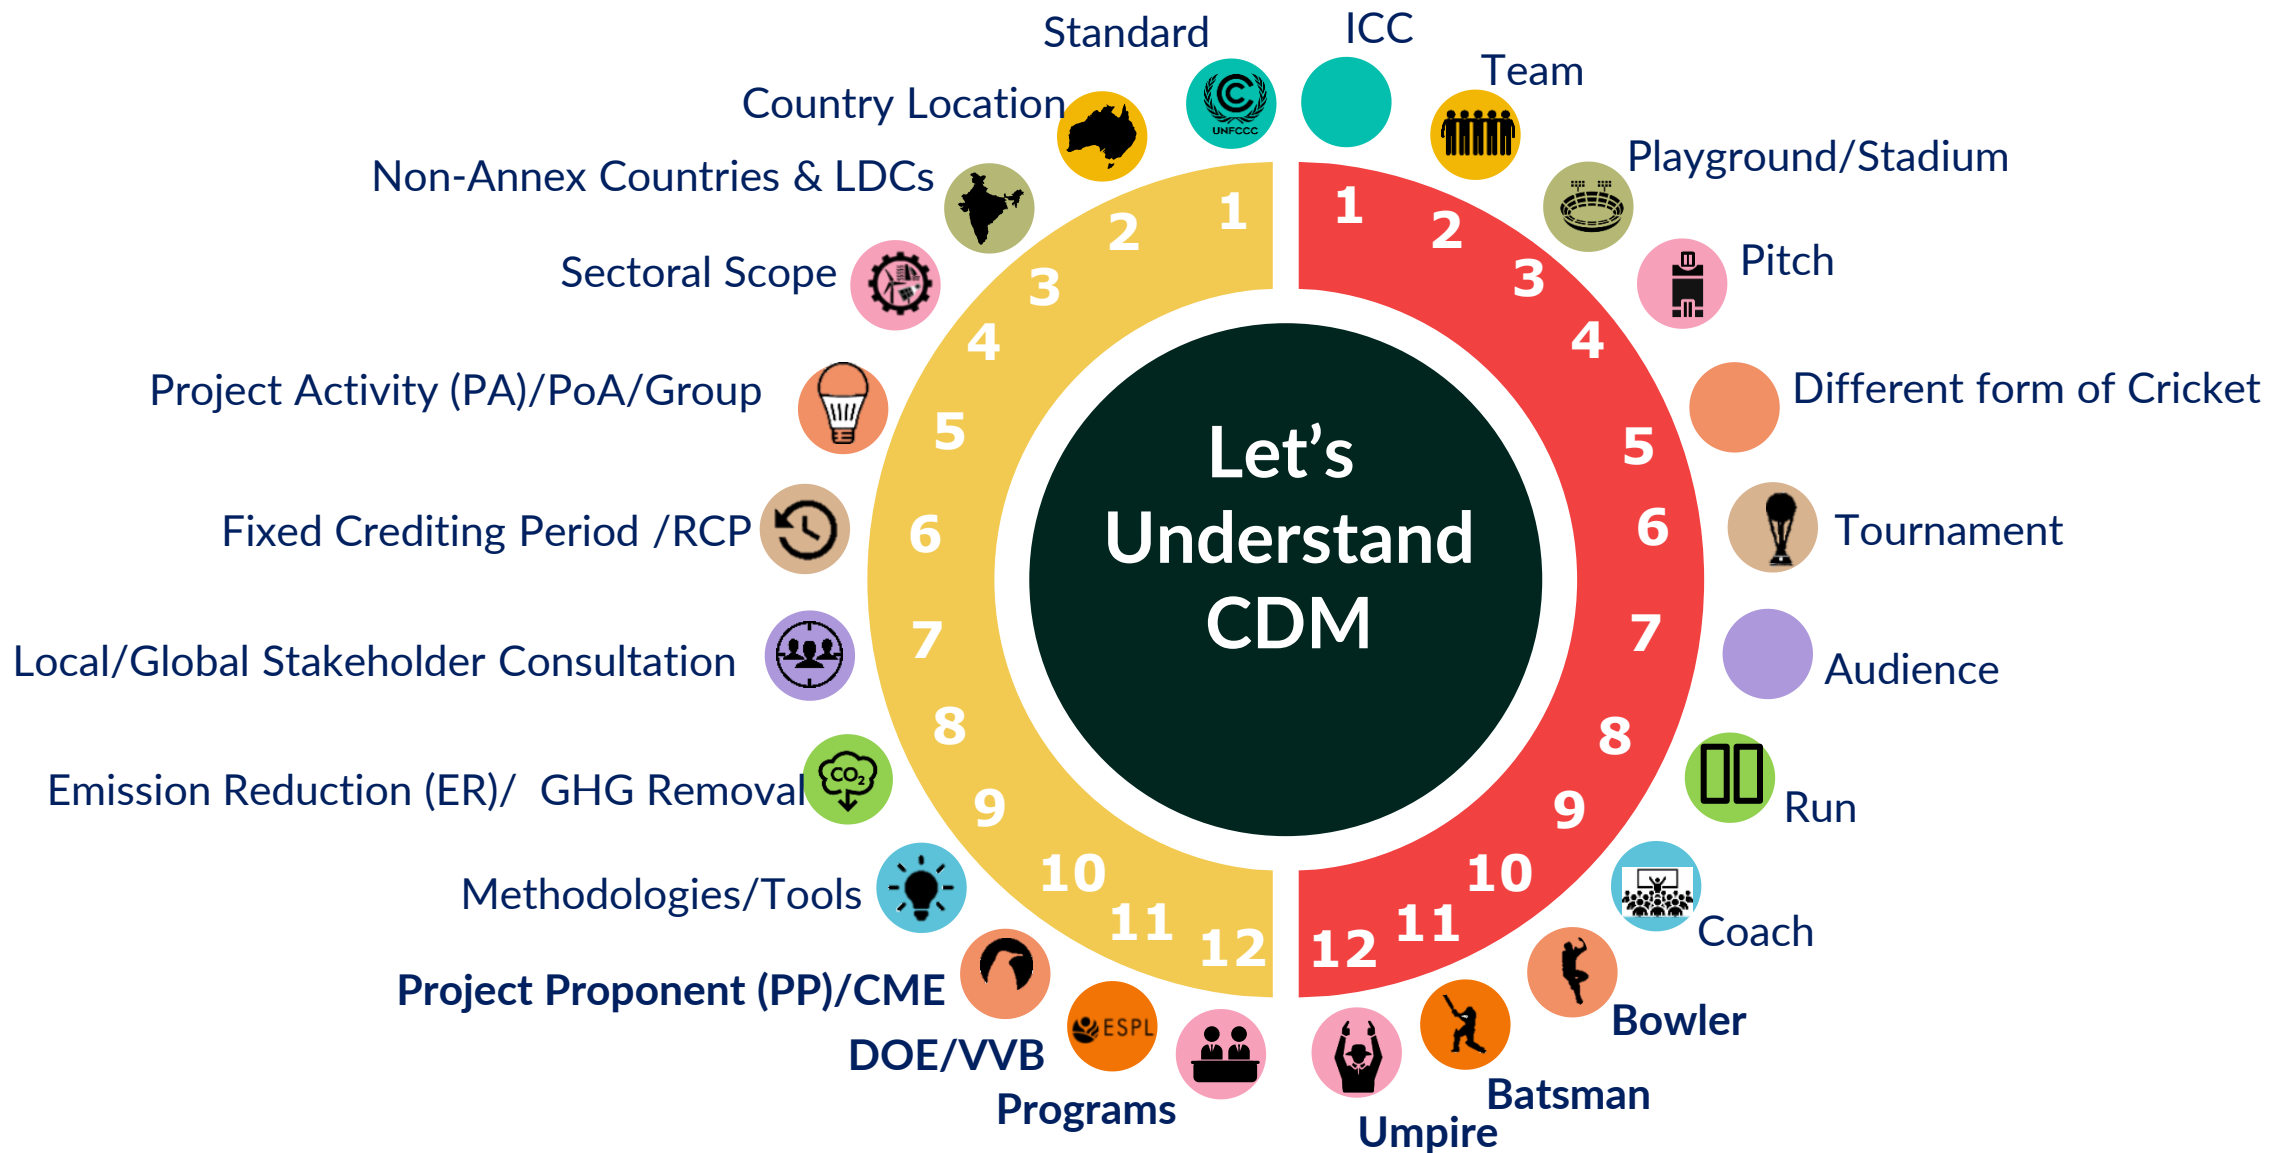 Standard
ICC
Country Location
Team
Non-Annex Countries & LDCs
Playground/Stadium
Sectoral Scope
Pitch
Project Activity (PA)/PoA/Group
Different form of Cricket
Fixed Crediting Period /RCP
Tournament
Local/Global Stakeholder Consultation
Audience
Emission Reduction (ER)/ GHG Removal
Run
Methodologies/Tools
Coach
Project Proponent (PP)/CME
Bowler
DOE/VVB
Batsman
Programs
Umpire
UNFCCC
CO₂
ESPL
1
2
3
4
5
6
7
8
9
10
11
12
1
2
3
4
5
6
7
8
9
10
11
12
Let’s
Understand
CDM